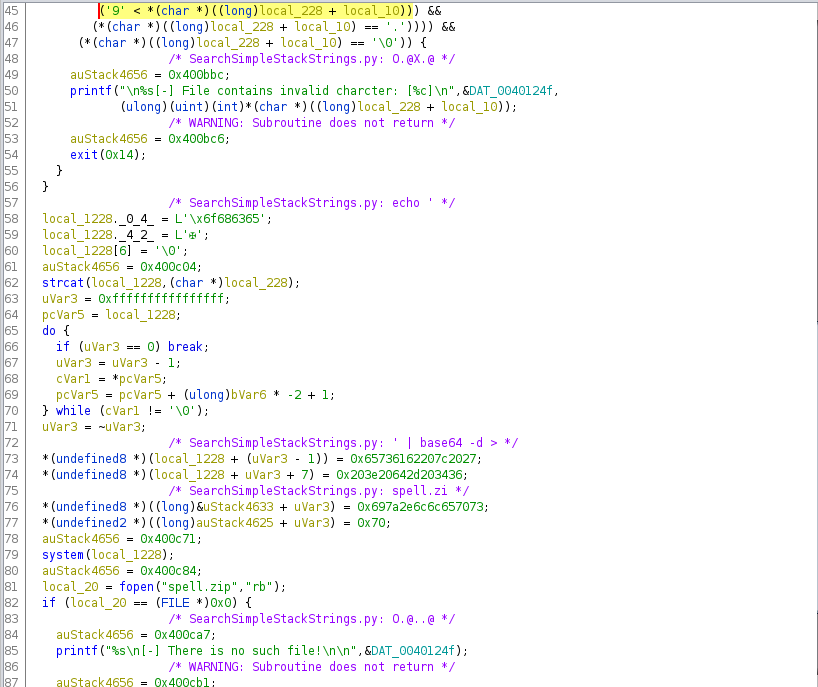 45 ('9' < *(char *)((long)local_228 + local_10))) &&
46 (*(char *)((long)local_228 + local_10) == '.')))) &&
47 (*(char *)((long)local_228 + local_10) == '\0')) {
48 /* SearchSimpleStackStrings.py: O.@X.@ */
49 auStack4656 = 0x400bbc;
50 printf("\n%s[-] File contains invalid charcter: [%c]\n",&DAT_0040124f,
51 (ulong)(uint)(int)*(char *)((long)local_228 + local_10));
52 /* WARNING: Subroutine does not return */
53 auStack4656 = 0x400bc6;
54 exit(0x14);
55 }
56 }
57 /* SearchSimpleStackStrings.py: echo ' */
58 local_1228._0_4_ = L'\x6f686365';
59 local_1228._4_2_ = L'✠';
60 local_1228[6] = '\0';
61 auStack4656 = 0x400c04;
62 strcat(local_1228,(char *)local_228);
63 uVar3 = 0xffffffffffffffff;
64 pcVar5 = local_1228;
65 do {
66 if (uVar3 == 0) break;
67 uVar3 = uVar3 - 1;
68 cVar1 = *pcVar5;
69 pcVar5 = pcVar5 + (ulong)bVar6 * -2 + 1;
70 } while (cVar1 != '\0');
71 uVar3 = ~uVar3;
72 /* SearchSimpleStackStrings.py: ' | base64 -d > */
73 *(undefined8 *)(local_1228 + (uVar3 - 1)) = 0x65736162207c2027;
74 *(undefined8 *)(local_1228 + uVar3 + 7) = 0x203e20642d203436;
75 /* SearchSimpleStackStrings.py: spell.zi */
76 *(undefined8 *)((long)&uStack4633 + uVar3) = 0x697a2e6c6c657073;
77 *(undefined2 *)((long)auStack4625 + uVar3) = 0x70;
78 auStack4656 = 0x400c71;
79 system(local_1228);
80 auStack4656 = 0x400c84;
81 local_20 = fopen("spell.zip","rb");
82 if (local_20 == (FILE *)0x0) {
83 /* SearchSimpleStackStrings.py: O.@..@ */
84 auStack4656 = 0x400ca7;
85 printf("%s\n[-] There is no such file!\n\n",&DAT_0040124f);
86 /* WARNING: Subroutine does not return */
87 auStack4656 = 0x400cb1;